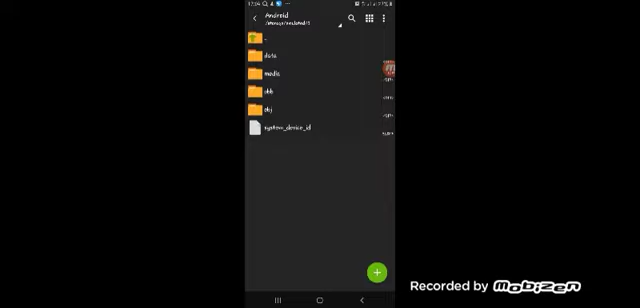 Android
..
data
media
obb
obj
system_device_id
Recorded by Mobizen